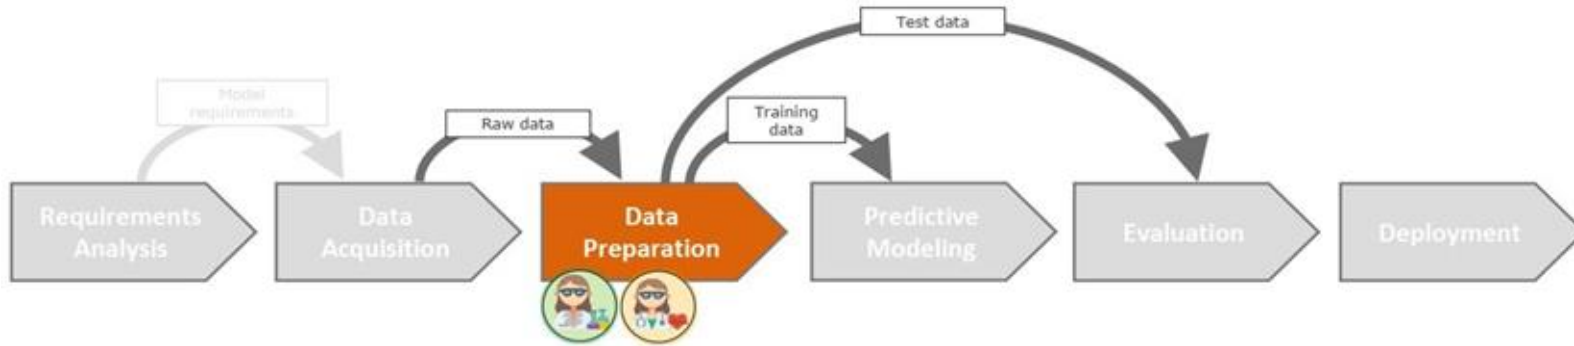 Test data
Model
requirements
Raw data
Training
data
Requirements
Analysis
Data
Acquisition
Data
Preparation
Predictive
Modeling
Evaluation
Deployment